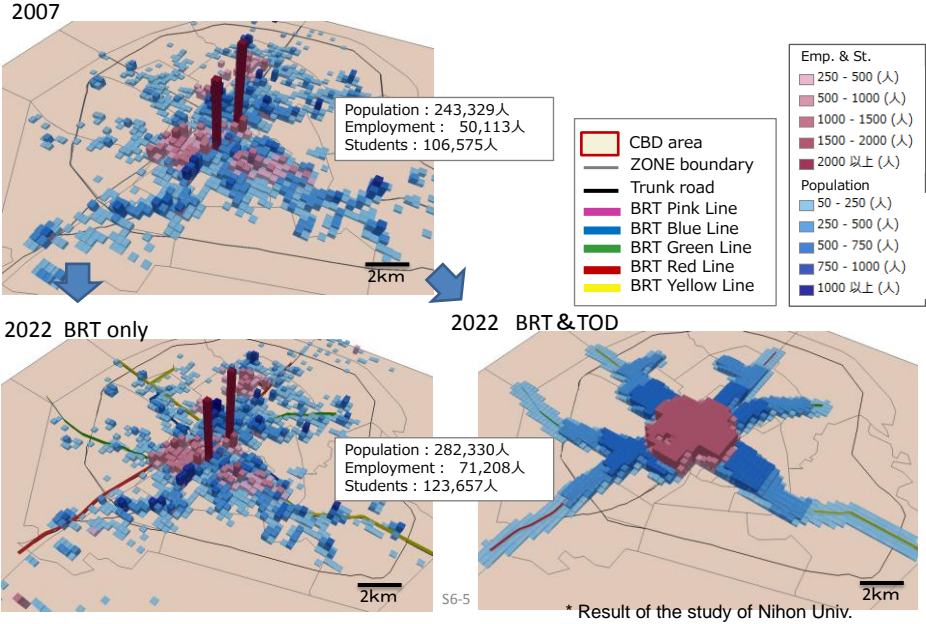 2007
Population : 243,329人
Employment : 50,113人
Students : 106,575人
2km
CBD area
ZONE boundary
Trunk road
BRT Pink Line
BRT Blue Line
BRT Green Line
BRT Red Line
BRT Yellow Line
Emp. & St.
250 - 500 (人)
500 - 1000 (人)
1000 - 1500 (人)
1500 - 2000 (人)
2000 以上 (人)
Population
50 - 250 (人)
250 - 500 (人)
500 - 750 (人)
750 - 1000 (人)
1000 以上 (人)
2022 BRT only
2022 BRT & TOD
Population : 282,330人
Employment : 71,208人
Students : 123,657人
2km
S6-5
2km
* Result of the study of Nihon Univ.